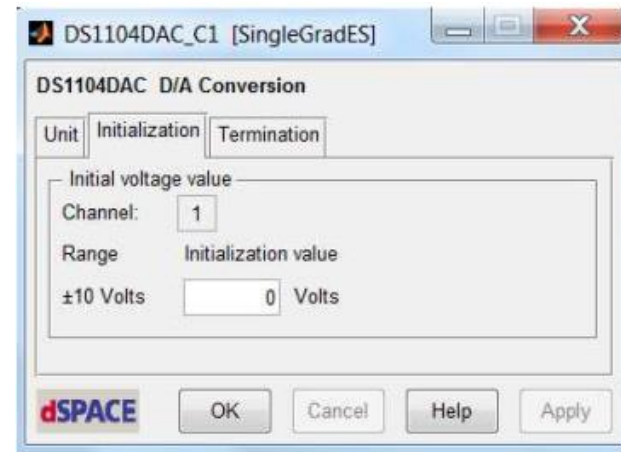 DS1104DAC_C1 [SingleGradES]
DS1104DAC D/A Conversion
Unit Initialization Termination
Initial voltage value
Channel: 1
Range Initialization value
±10 Volts 0 Volts
dSPACE OK Cancel Help Apply